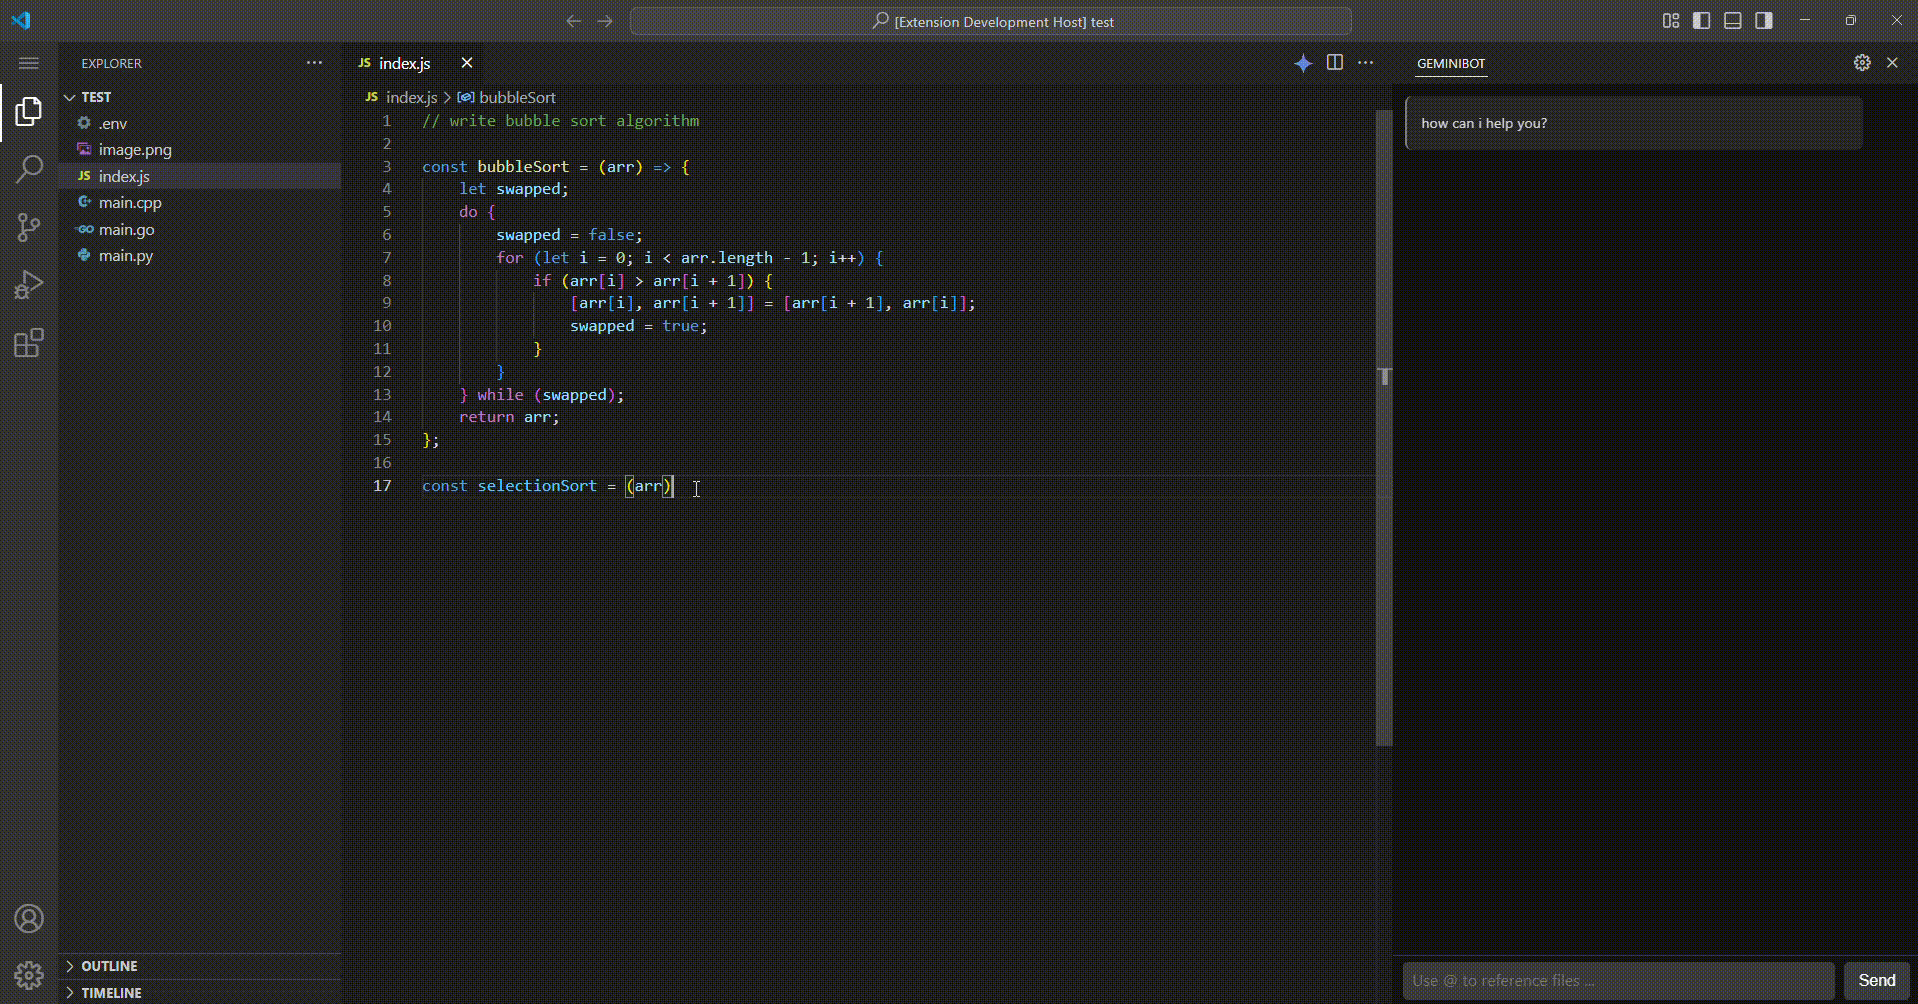 [Extension Development Host] test
EXPLORER
TEST
.env
image.png
JS index.js
main.cpp
GO main.go
main.py
OUTLINE
TIMELINE
JS index.js
JS index.js > bubbleSort
1 // write bubble sort algorithm
2
3 const bubbleSort = (arr) => {
4 let swapped;
5 do {
6 swapped = false;
7 for (let i = 0; i < arr.length - 1; i++) {
8 if (arr[i] > arr[i + 1]) {
9 [arr[i], arr[i + 1]] = [arr[i + 1], arr[i]];
10 swapped = true;
11 }
12 }
13 } while (swapped);
14 return arr;
15 };
16
17 const selectionSort = (arr)
GEMINIBOT
how can i help you?
Use @ to reference files ...
Send